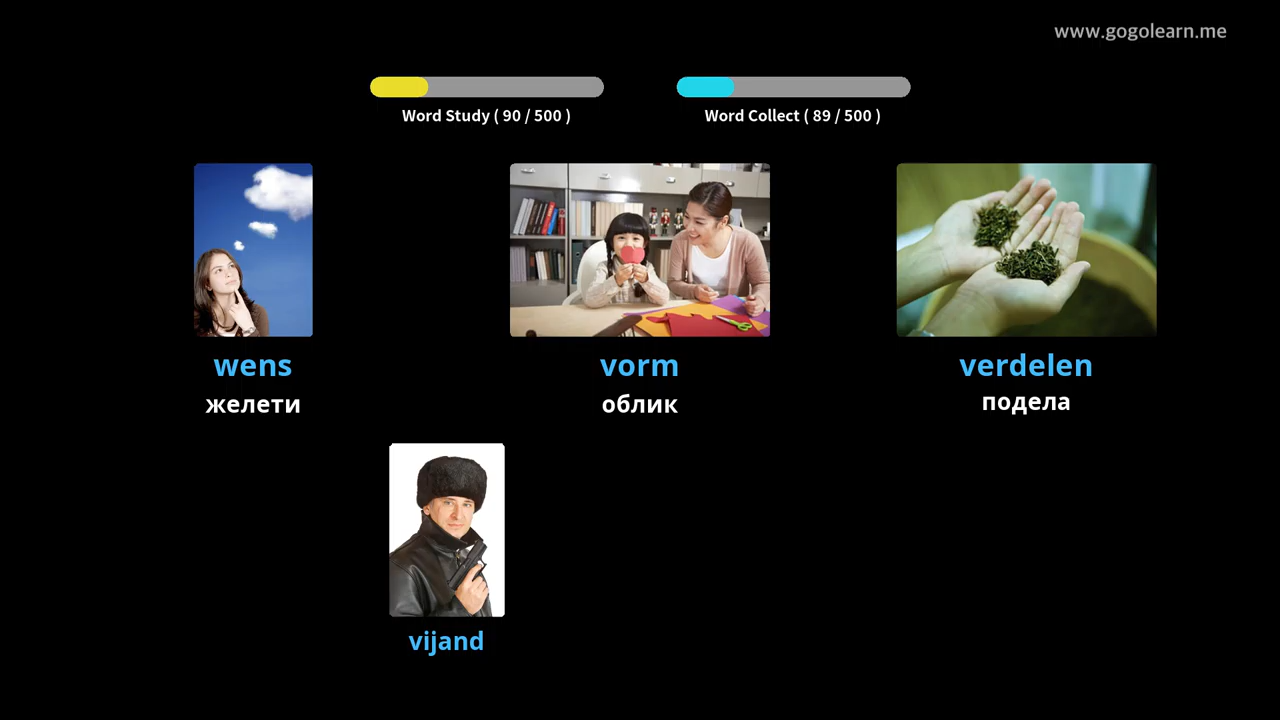 www.gogolearn.me
Word Study ( 90 / 500 )
Word Collect ( 89 / 500 )
wens
vorm
verdelen
желети
облик
подела
vijand